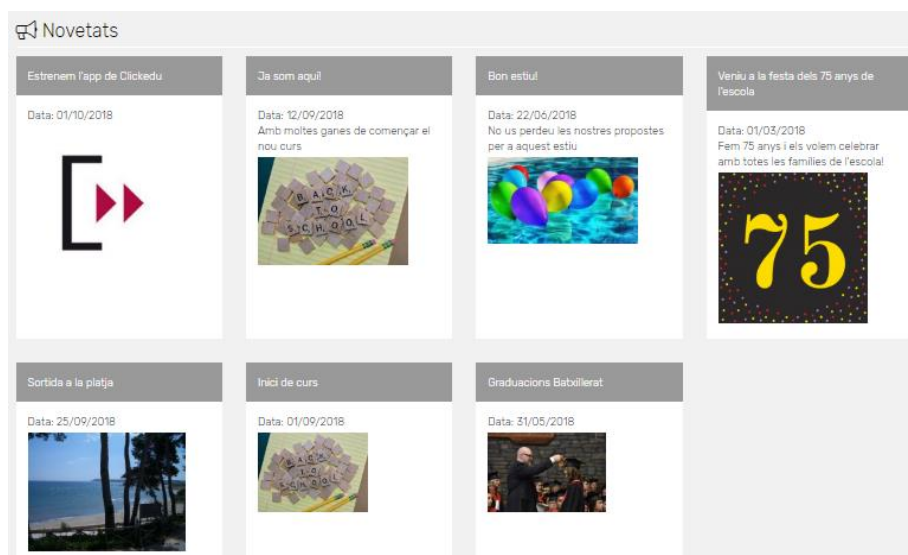 Novetats
Estrenem l'app de Clickedu
Data: 01/10/2018
Ja som aquí!
Data: 12/09/2018
Amb moltes ganes de començar el
nou curs
BACK
TO
SCHOOL
Bon estiu!
Data: 22/06/2018
No us perdeu les nostres propostes
per a aquest estiu
Veniu a la festa dels 75 anys de
l'escola
Data: 01/03/2018
Fem 75 anys i els volem celebrar
amb totes les famílies de l'escola!
75
Sortida a la platja
Data: 25/09/2018
Inici de curs
Data: 01/09/2018
BACK
TO
SCHOOL
Graduacions Batxillerat
Data: 31/05/2018